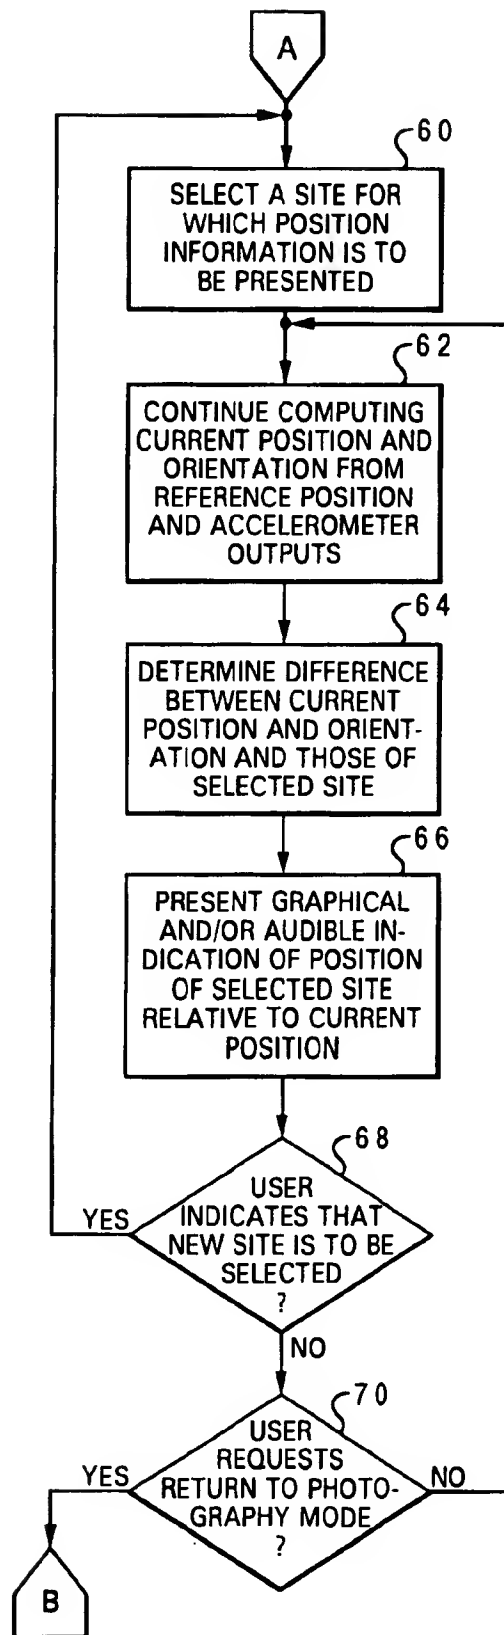 A
60
SELECT A SITE FOR
WHICH POSITION
INFORMATION IS TO
BE PRESENTED
62
CONTINUE COMPUTING
CURRENT POSITION AND
ORIENTATION FROM
REFERENCE POSITION
AND ACCELEROMETER
OUTPUTS
64
DETERMINE DIFFERENCE
BETWEEN CURRENT
POSITION AND ORIENT-
ATION AND THOSE OF
SELECTED SITE
66
PRESENT GRAPHICAL
AND/OR AUDIBLE IN-
DICATION OF POSITION
OF SELECTED SITE
RELATIVE TO CURRENT
POSITION
68
USER
INDICATES THAT
NEW SITE IS TO BE
SELECTED
?
YES
NO
70
USER
REQUESTS
RETURN TO PHOTO-
GRAPHY MODE
?
YES
NO
B